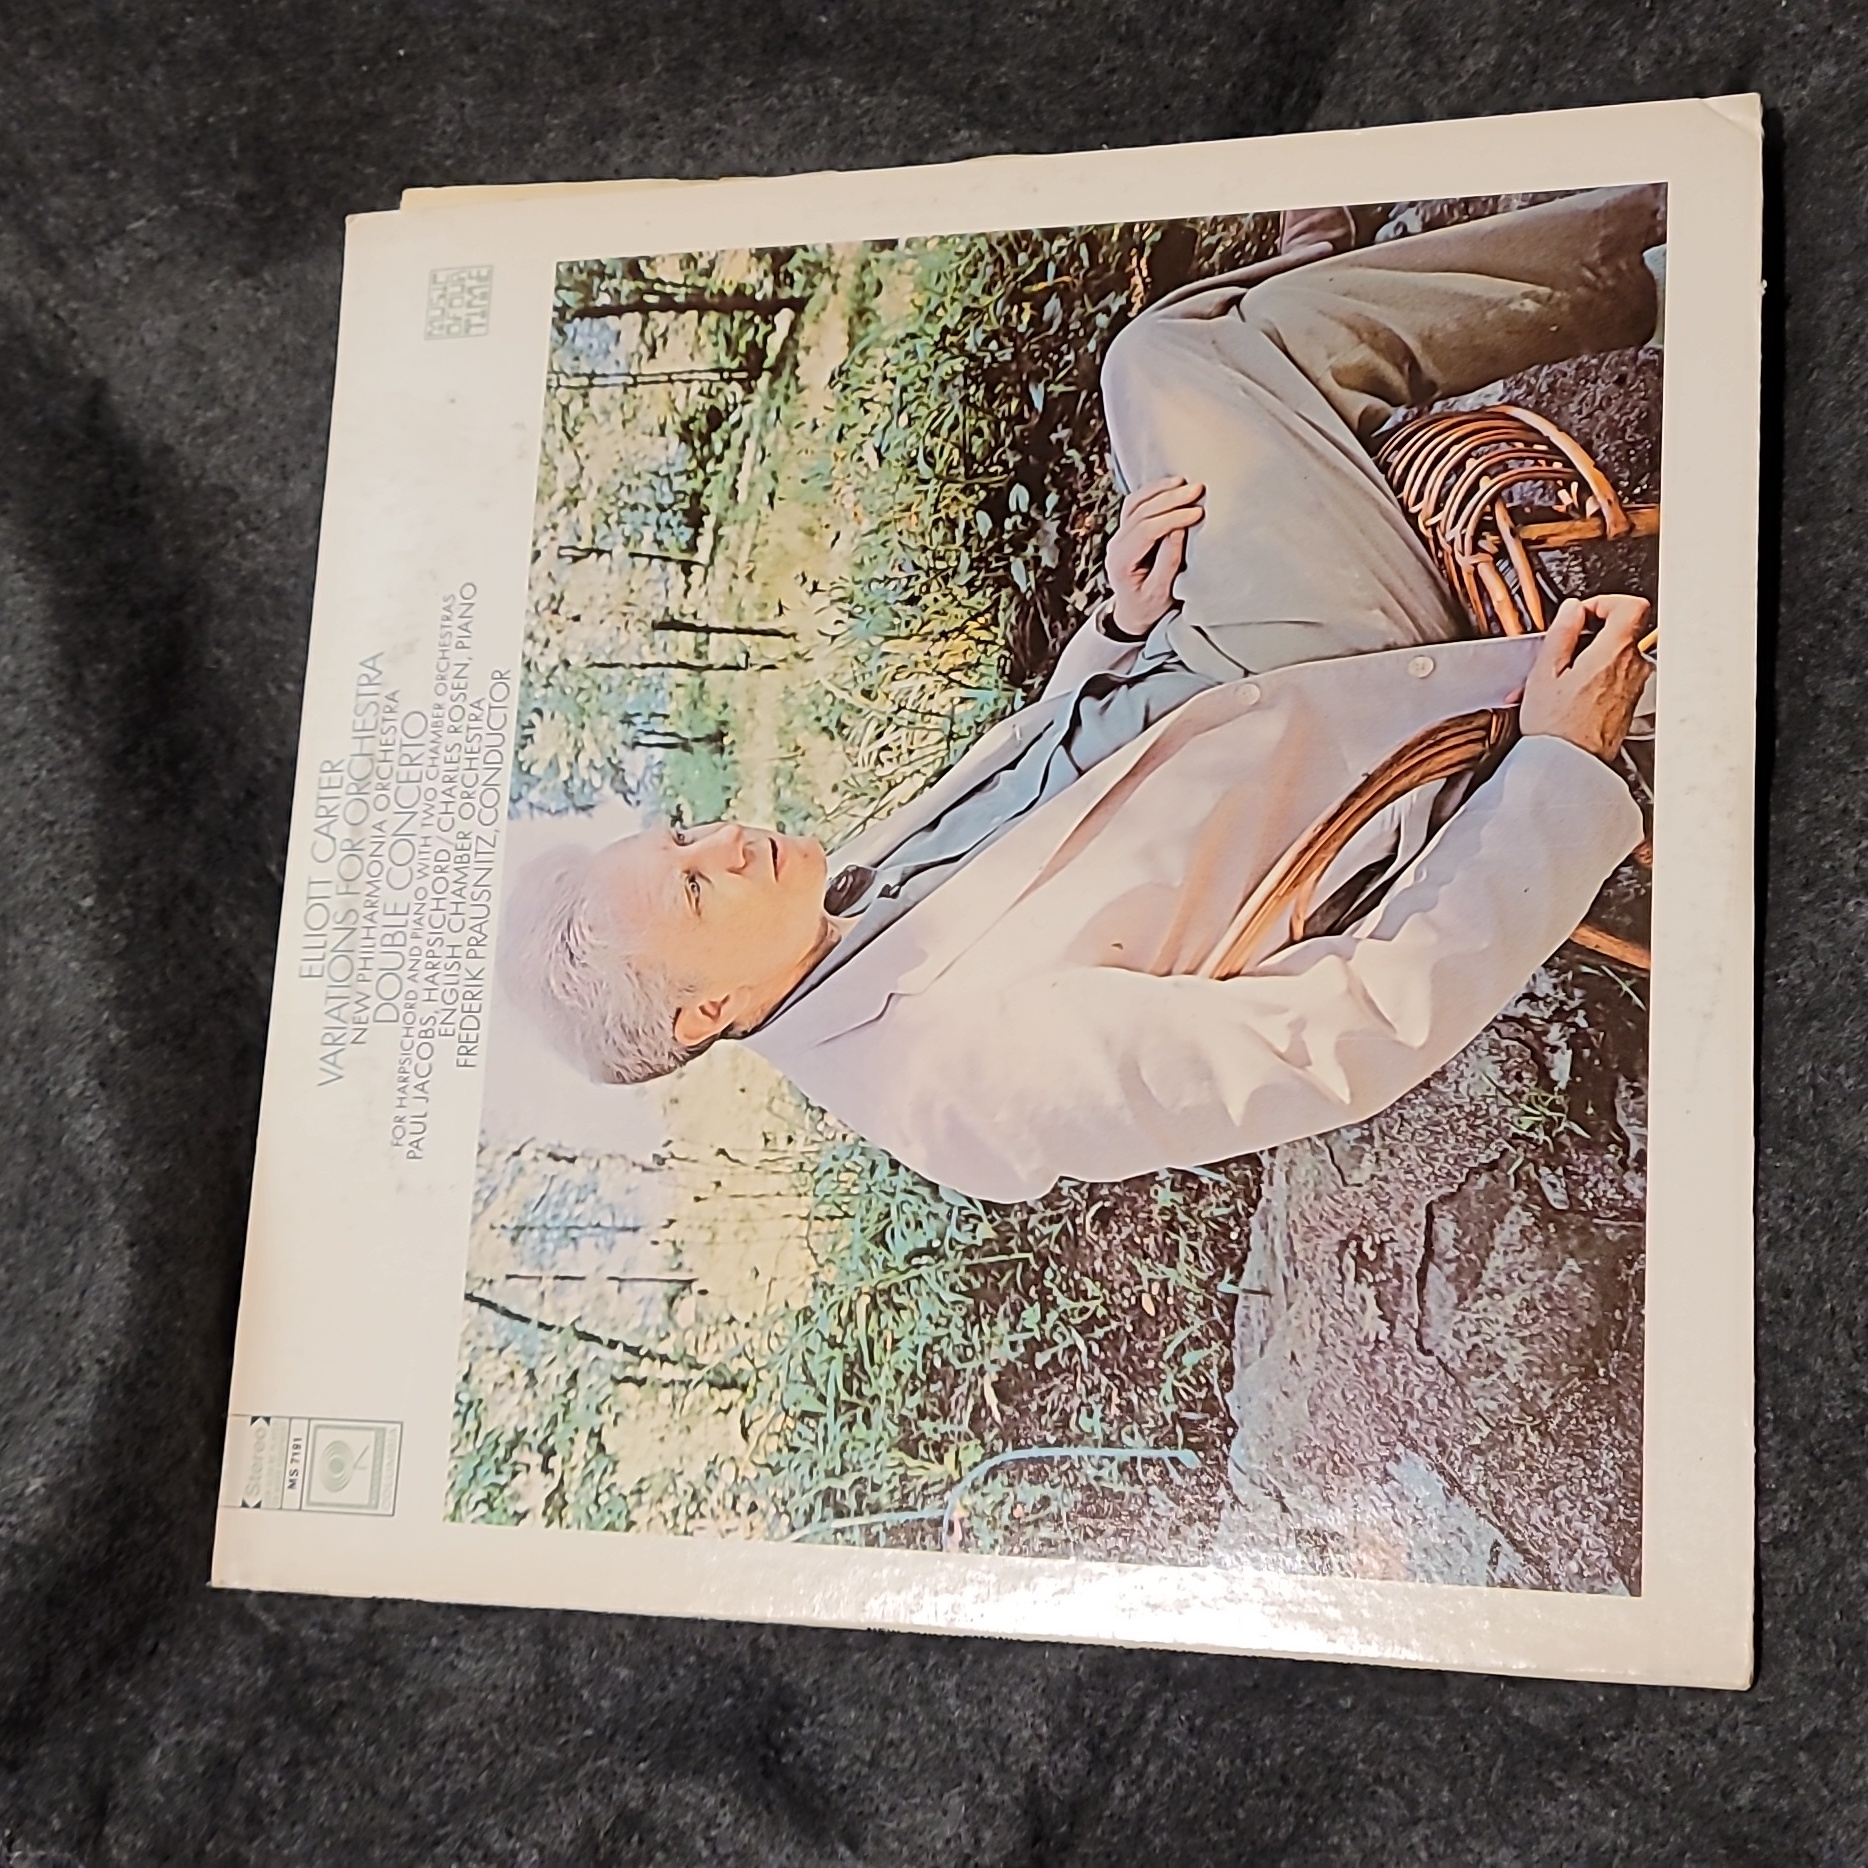 ELLIOTT CARTER
VARIATIONS FOR ORCHESTRA
NEW PHILHARMONIA ORCHESTRA
DOUBLE CONCERTO
FOR HARPSICHORD AND PIANO WITH TWO CHAMBER ORCHESTRAS
PAUL JACOBS, HARPSICHORD/CHARLES ROSEN, PIANO
ENGLISH CHAMBER ORCHESTRA
FREDERIK PRAUSNITZ, CONDUCTOR
Stereo
MS 7191
MUSIC
OF OUR
TIME